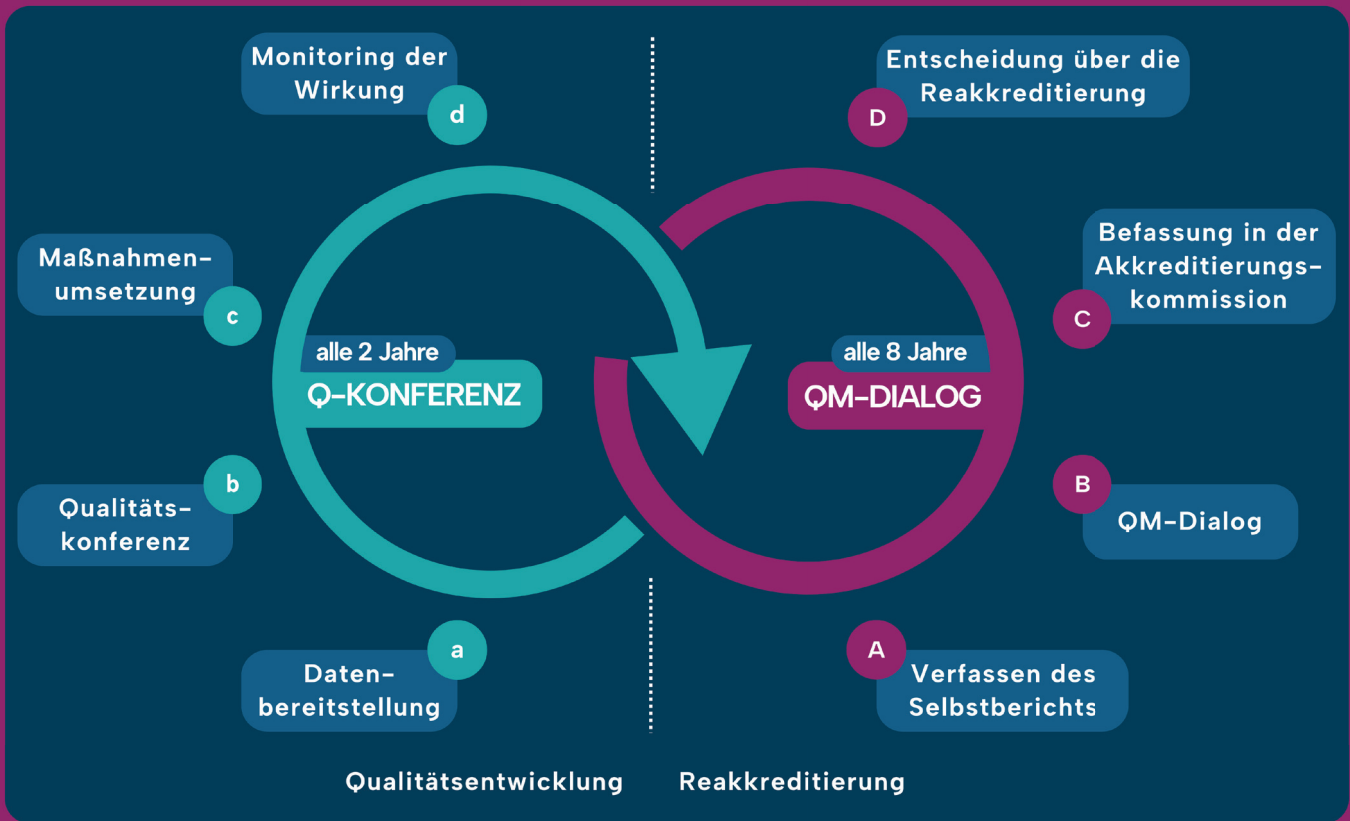 Monitoring der
Wirkung
d
Entscheidung über die
Reakkreditierung
D
Maßnahmen-
umsetzung
c
Befassung in der
Akkreditierungs-
kommission
C
alle 2 Jahre
Q-KONFERENZ
alle 8 Jahre
QM-DIALOG
b
Qualitäts-
konferenz
B
QM-Dialog
a
Daten-
bereitstellung
A
Verfassen des
Selbstberichts
Qualitätsentwicklung
Reakkreditierung